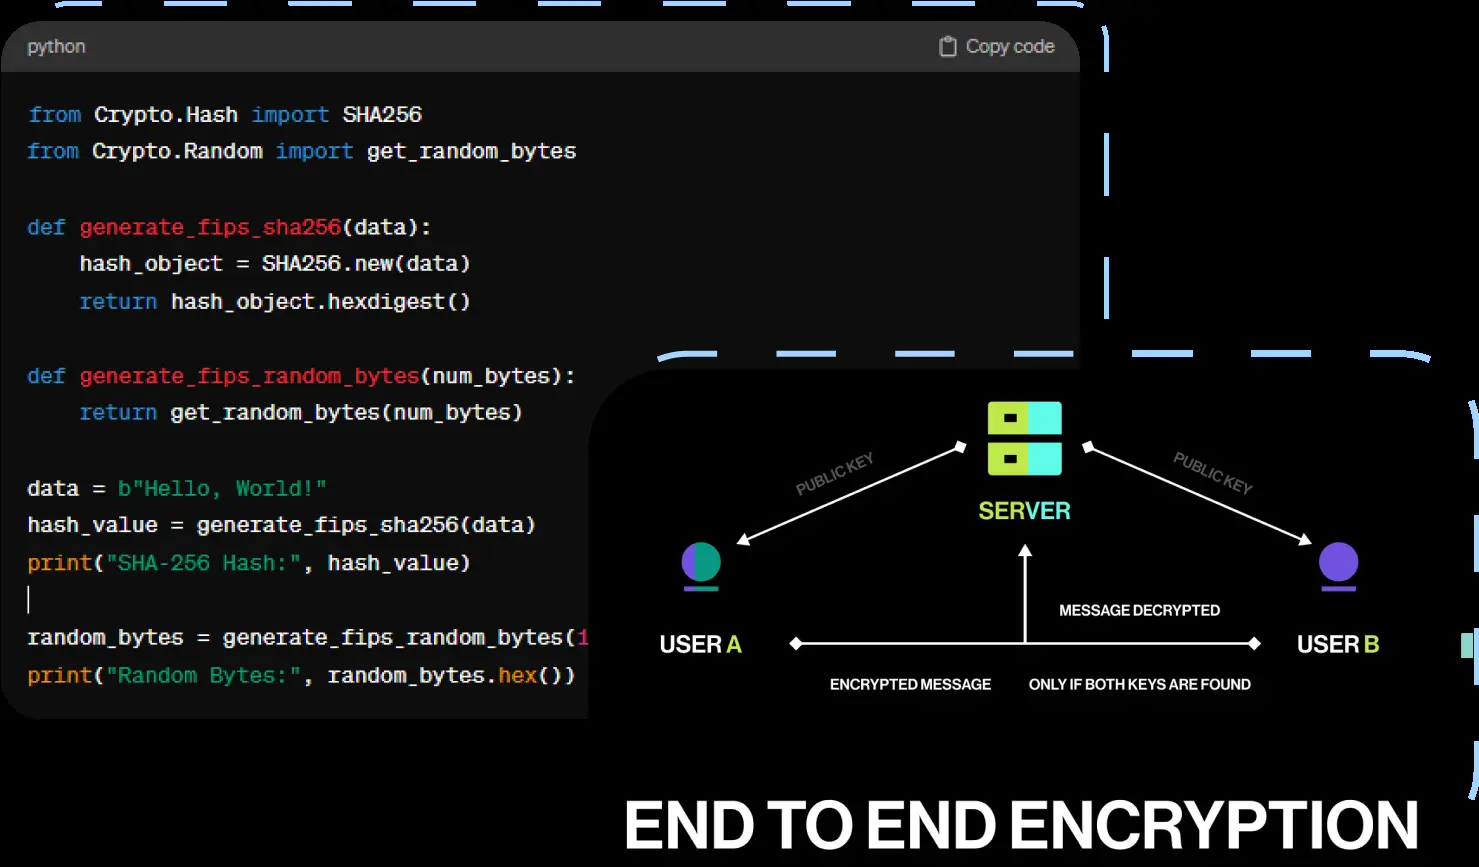 python
Copy code
from Crypto.Hash import SHA256
from Crypto.Random import get_random_bytes
def generate_fips_sha256(data):
    hash_object = SHA256.new(data)
    return hash_object.hexdigest()
def generate_fips_random_bytes(num_bytes):
    return get_random_bytes(num_bytes)
data = b"Hello, World!"
hash_value = generate_fips_sha256(data)
print("SHA-256 Hash:", hash_value)
random_bytes = generate_fips_random_bytes(1
print("Random Bytes:", random_bytes.hex())
PUBLIC KEY
PUBLIC KEY
SERVER
MESSAGE DECRYPTED
USER A
USER B
ENCRYPTED MESSAGE
ONLY IF BOTH KEYS ARE FOUND
END TO END ENCRYPTION